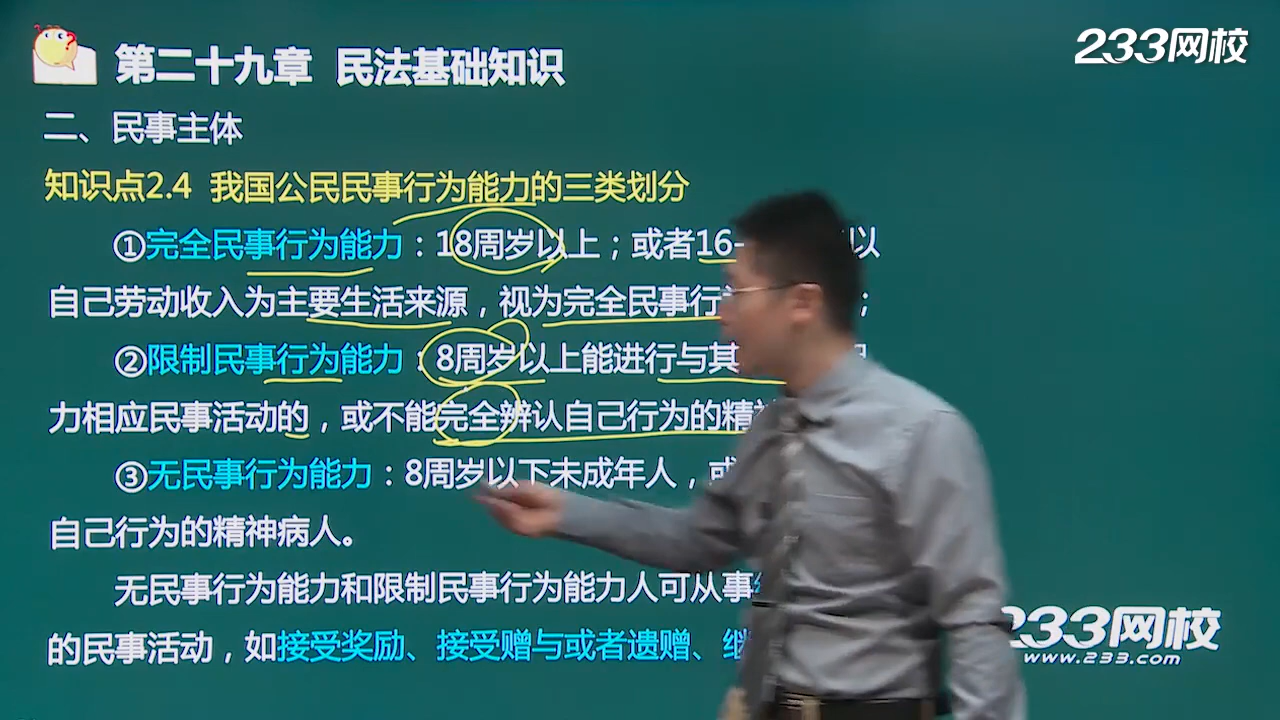 233网校
第二十九章 民法基础知识
二、民事主体
知识点2.4 我国公民民事行为能力的三类划分
①完全民事行为能力：18周岁以上；或者16- 以
自己劳动收入为主要生活来源，视为完全民事行 ；
②限制民事行为能力：8周岁以上能进行与其
力相应民事活动的，或不能完全辨认自己行为的精
③无民事行为能力：8周岁以下未成年人，或
自己行为的精神病人。
无民事行为能力和限制民事行为能力人可从事
的民事活动，如接受奖励、接受赠与或者遗赠、继
233网校
www.233.com